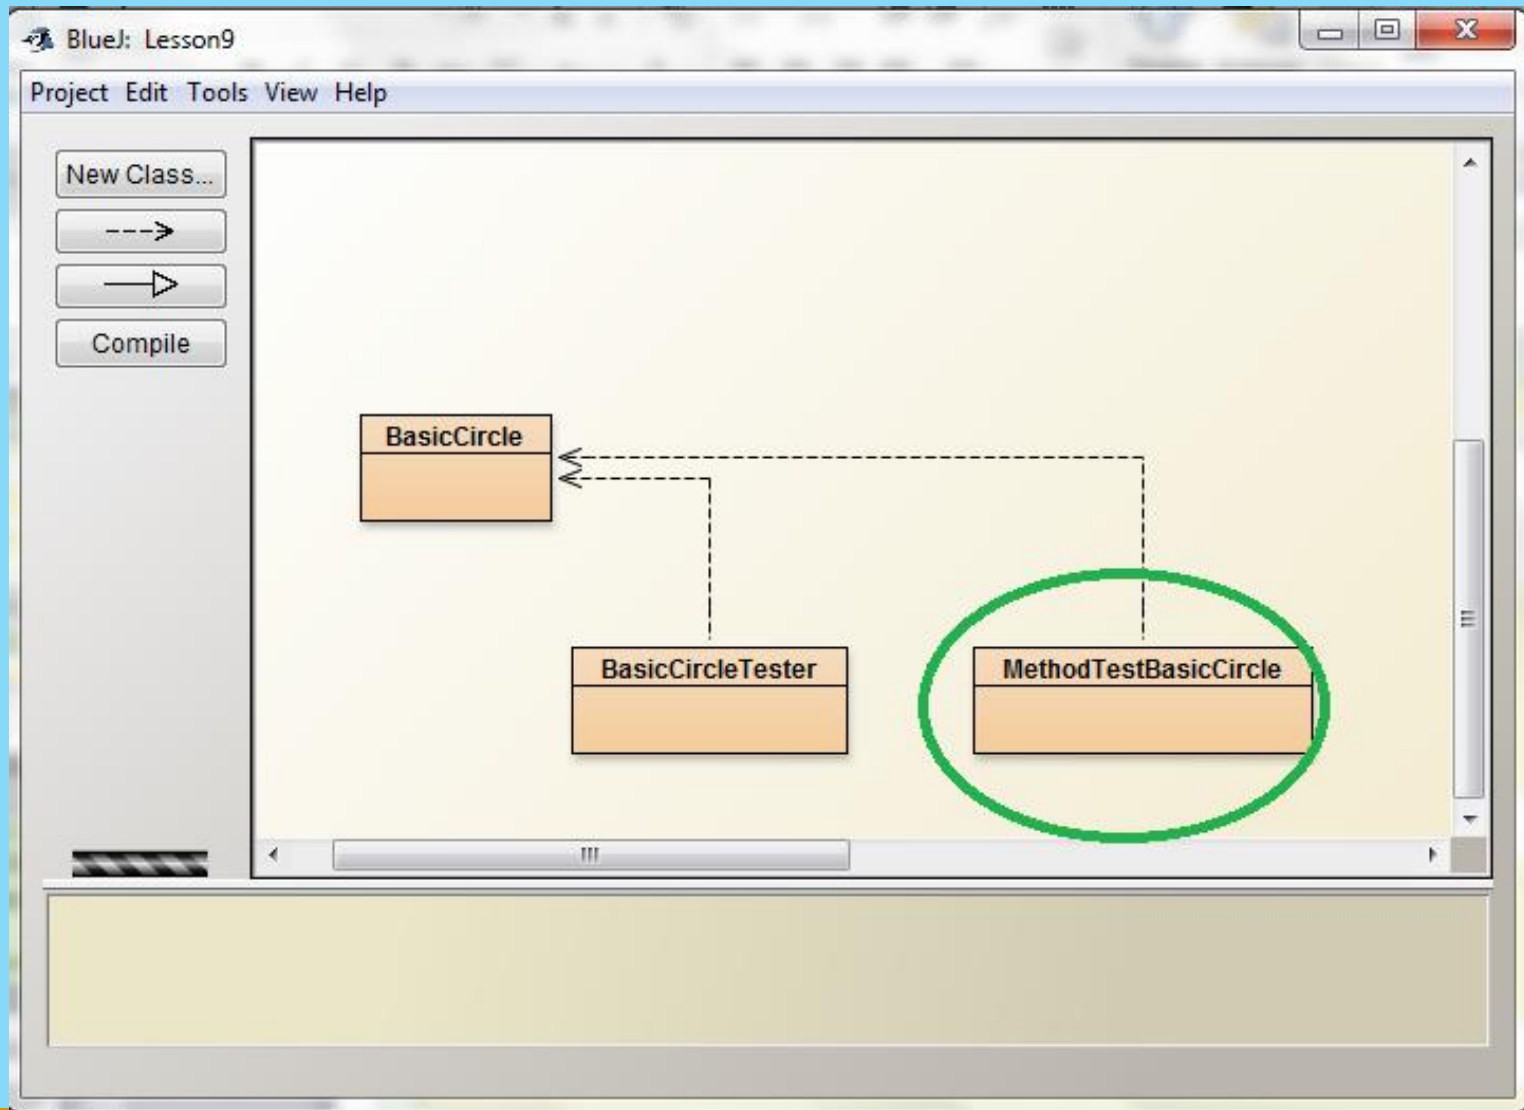 BlueJ: Lesson9
Project Edit Tools View Help
New Class...
Compile
BasicCircle
BasicCircleTester
MethodTestBasicCircle